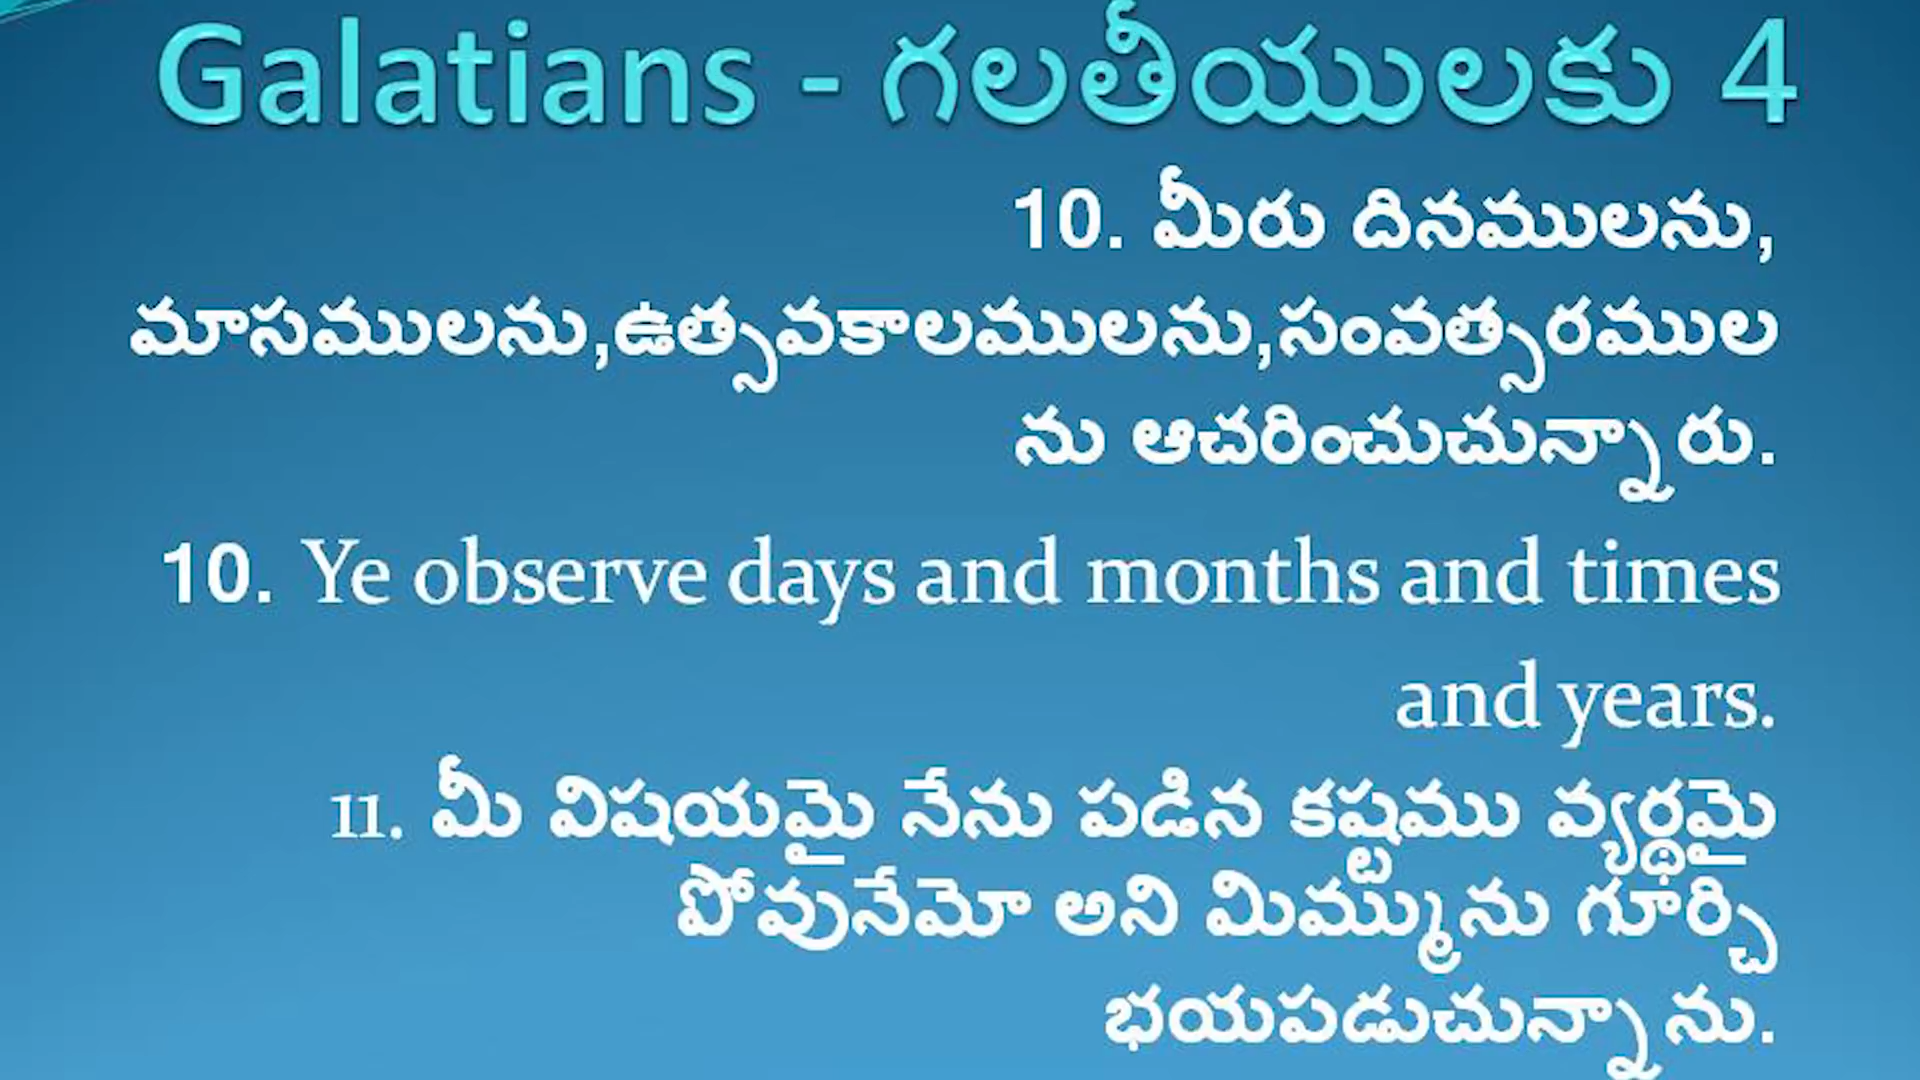 Galatians - గలతీయులకు 4
10. మీరు దినములను,
మాసములను,ఉత్సవకాలములను,సంవత్సరముల
ను ఆచరించుచున్నారు.
10. Ye observe days and months and times
and years.
11. మీ విషయమై నేను పడిన కష్టము వ్యర్థమై
పోవునేమో అని మిమ్మును గూర్చి
భయపడుచున్నాను.